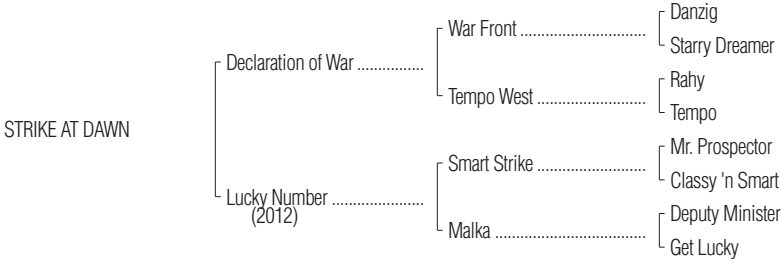 Danzig
War Front ..............................
Starry Dreamer
Declaration of War ................
Rahy
Tempo West ..........................
Tempo
STRIKE AT DAWN
Mr. Prospector
Smart Strike ..........................
Classy 'n Smart
Lucky Number ......................
(2012)
Deputy Minister
Malka ....................................
Get Lucky